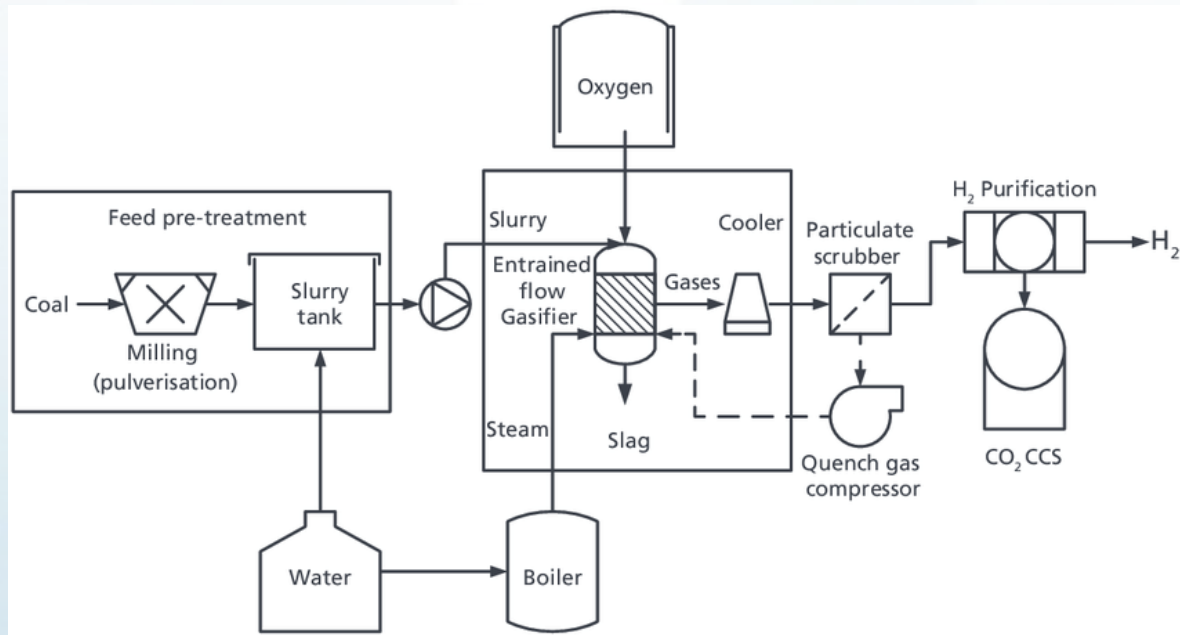 Oxygen
Feed pre-treatment
Coal
Milling
(pulverisation)
Slurry
tank
Slurry
Entrained
flow
Gasifier
Gases
Cooler
Particulate
scrubber
H₂ Purification
H₂
Steam
Slag
Quench gas
compressor
CO₂ CCS
Water
Boiler